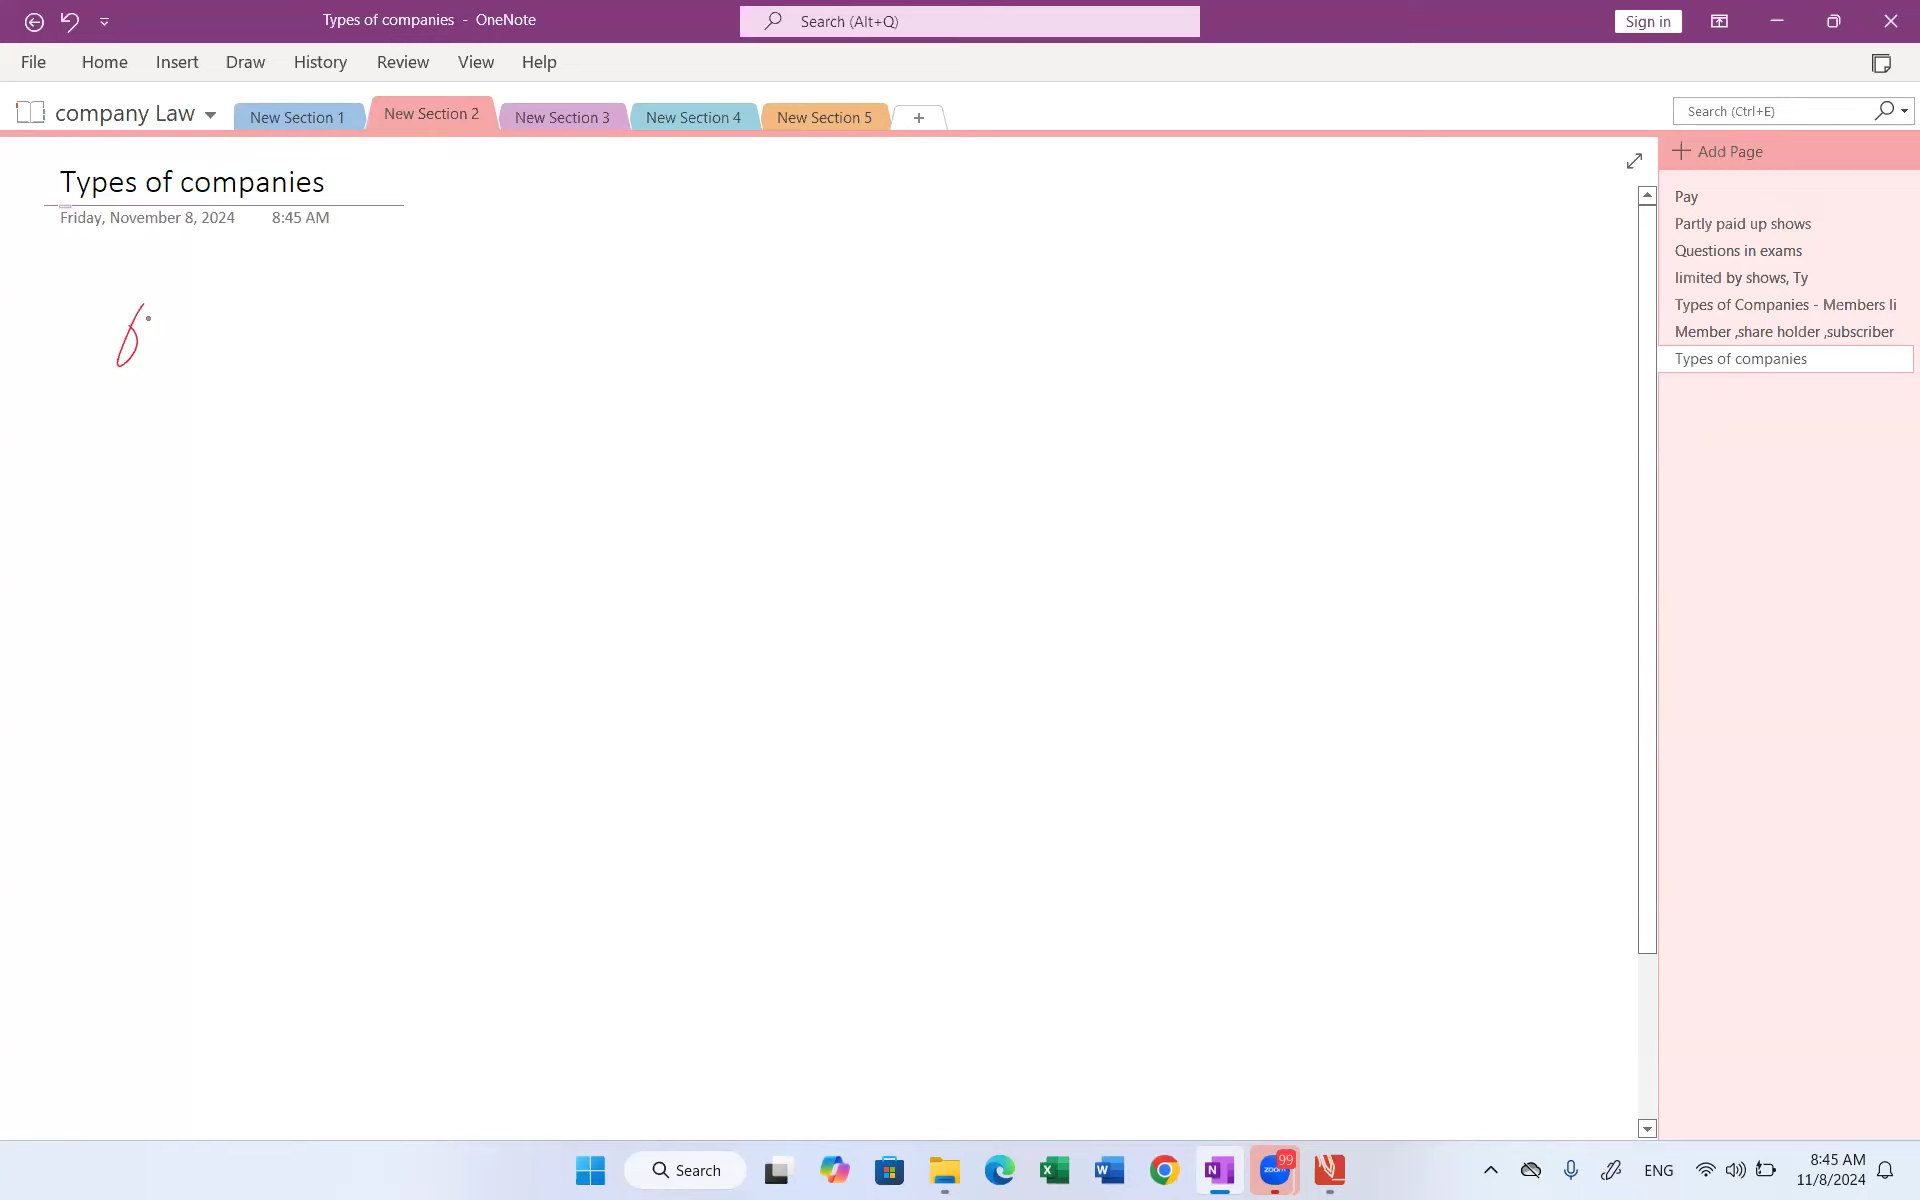 Types of companies - OneNote
Search (Alt+Q)
Sign in
File Home Insert Draw History Review View Help
company Law
New Section 1
New Section 2
New Section 3
New Section 4
New Section 5
+
Search (Ctrl+E)
Types of companies
Friday, November 8, 2024 8:45 AM
Add Page
Pay
Partly paid up shows
Questions in exams
limited by shows, Ty
Types of Companies - Members li
Member ,share holder ,subscriber
Types of companies
Search
99
zoom
ENG
8:45 AM
11/8/2024